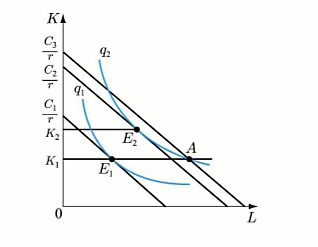 K
C₃/r
q₂
C₂/r
q₁
C₁/r
K₂
E₂
A
K₁
E₁
0
L